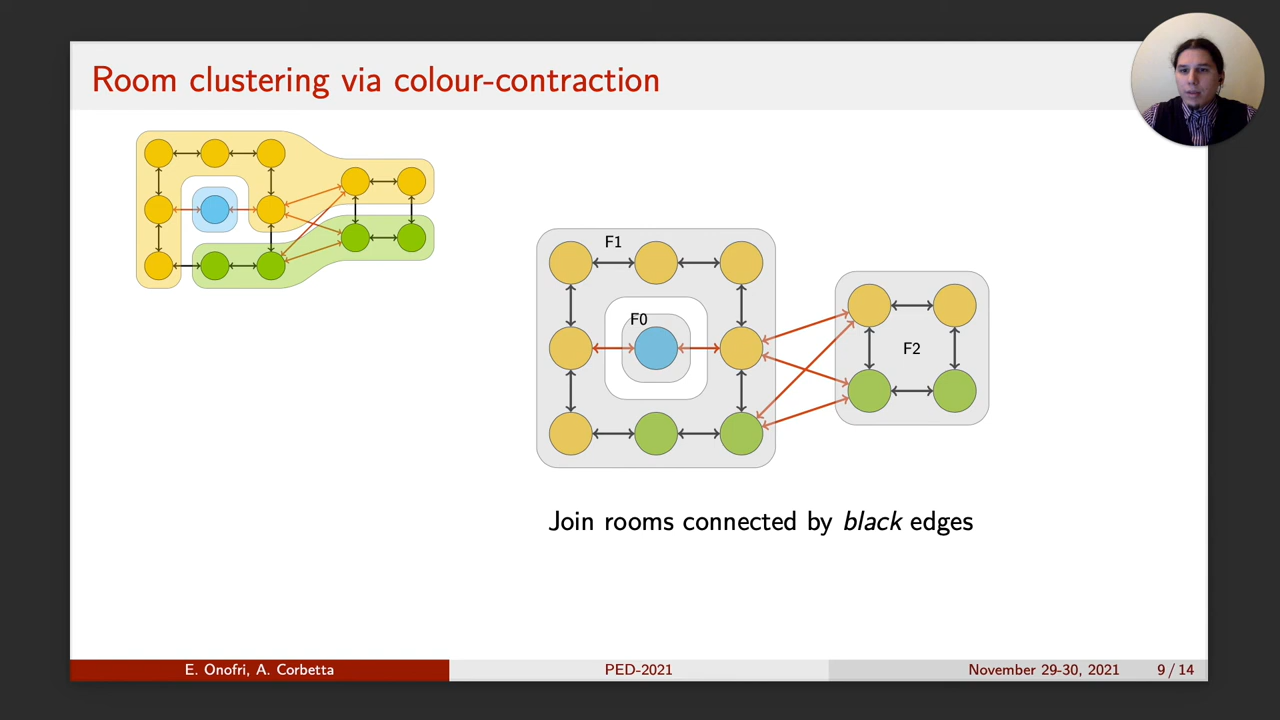 Room clustering via colour-contraction
F1
F0
F2
Join rooms connected by black edges
E. Onofri, A. Corbetta
PED-2021
November 29-30, 2021
9 / 14